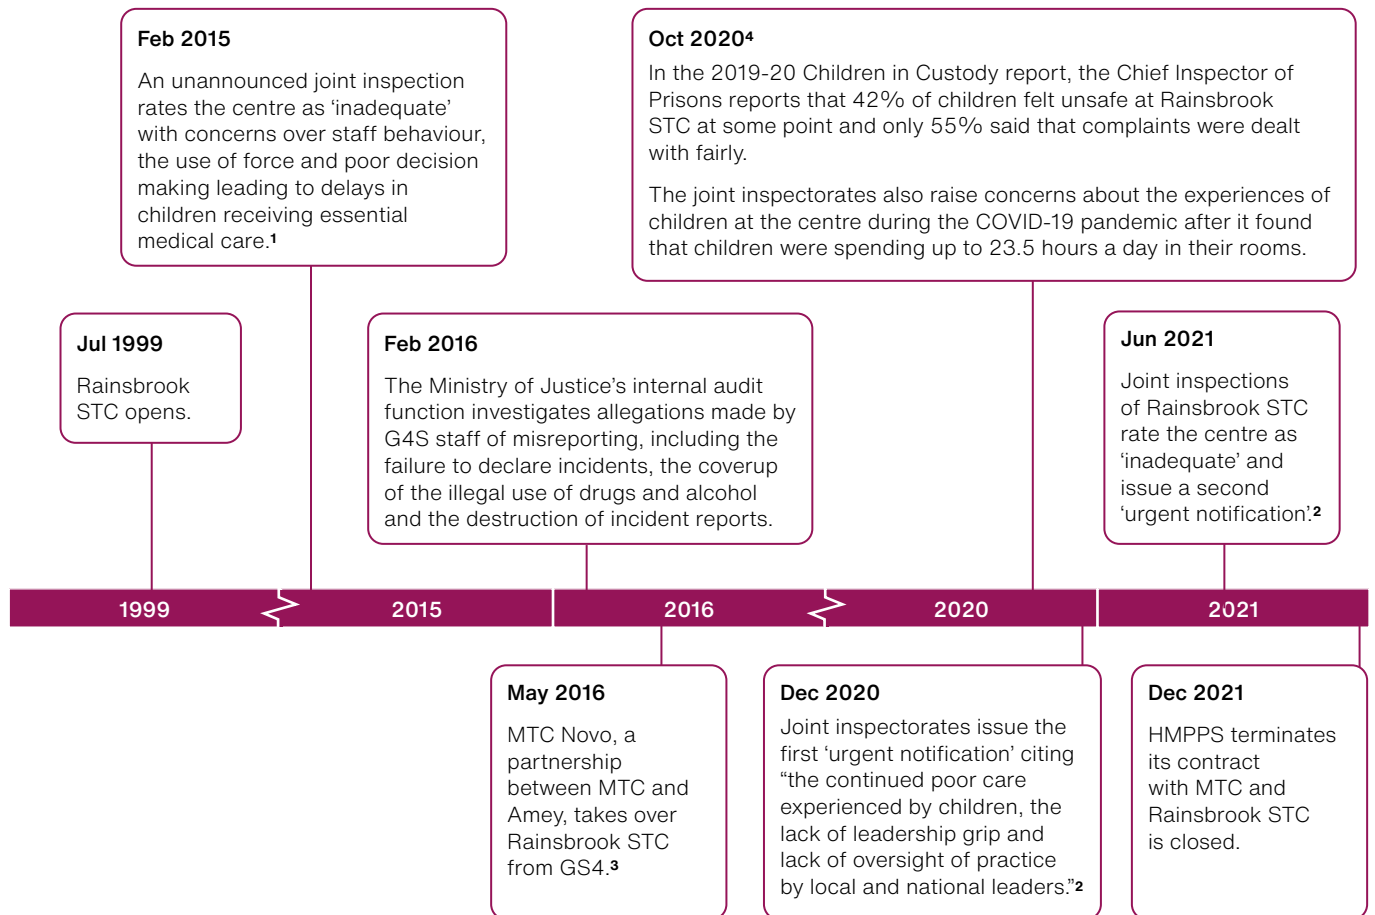 Feb 2015
An unannounced joint inspection
rates the centre as ‘inadequate’
with concerns over staff behaviour,
the use of force and poor decision
making leading to delays in
children receiving essential
medical care.1
Oct 20204
In the 2019-20 Children in Custody report, the Chief Inspector of
Prisons reports that 42% of children felt unsafe at Rainsbrook
STC at some point and only 55% said that complaints were dealt
with fairly.
The joint inspectorates also raise concerns about the experiences of
children at the centre during the COVID-19 pandemic after it found
that children were spending up to 23.5 hours a day in their rooms.
Jul 1999
Rainsbrook
STC opens.
Feb 2016
The Ministry of Justice’s internal audit
function investigates allegations made by
G4S staff of misreporting, including the
failure to declare incidents, the coverup
of the illegal use of drugs and alcohol
and the destruction of incident reports.
Jun 2021
Joint inspections
of Rainsbrook STC
rate the centre as
‘inadequate’ and
issue a second
‘urgent notification’.2
1999
2015
2016
2020
2021
May 2016
MTC Novo, a
partnership
between MTC and
Amey, takes over
Rainsbrook STC
from GS4.3
Dec 2020
Joint inspectorates issue the
first ‘urgent notification’ citing
“the continued poor care
experienced by children, the
lack of leadership grip and
lack of oversight of practice
by local and national leaders.”2
Dec 2021
HMPPS terminates
its contract
with MTC and
Rainsbrook STC
is closed.